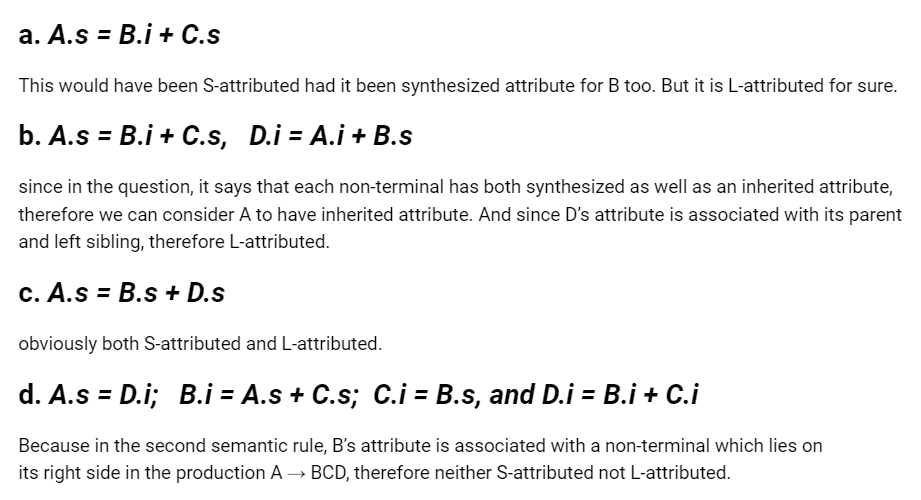 a. A.s = B.i + C.s
This would have been S-attributed had it been synthesized attribute for B too. But it is L-attributed for sure.
b. A.s = B.i + C.s, D.i = A.i + B.s
since in the question, it says that each non-terminal has both synthesized as well as an inherited attribute,
therefore we can consider A to have inherited attribute. And since D’s attribute is associated with its parent
and left sibling, therefore L-attributed.
c. A.s = B.s + D.s
obviously both S-attributed and L-attributed.
d. A.s = D.i; B.i = A.s + C.s; C.i = B.s, and D.i = B.i + C.i
Because in the second semantic rule, B’s attribute is associated with a non-terminal which lies on
its right side in the production A → BCD, therefore neither S-attributed not L-attributed.